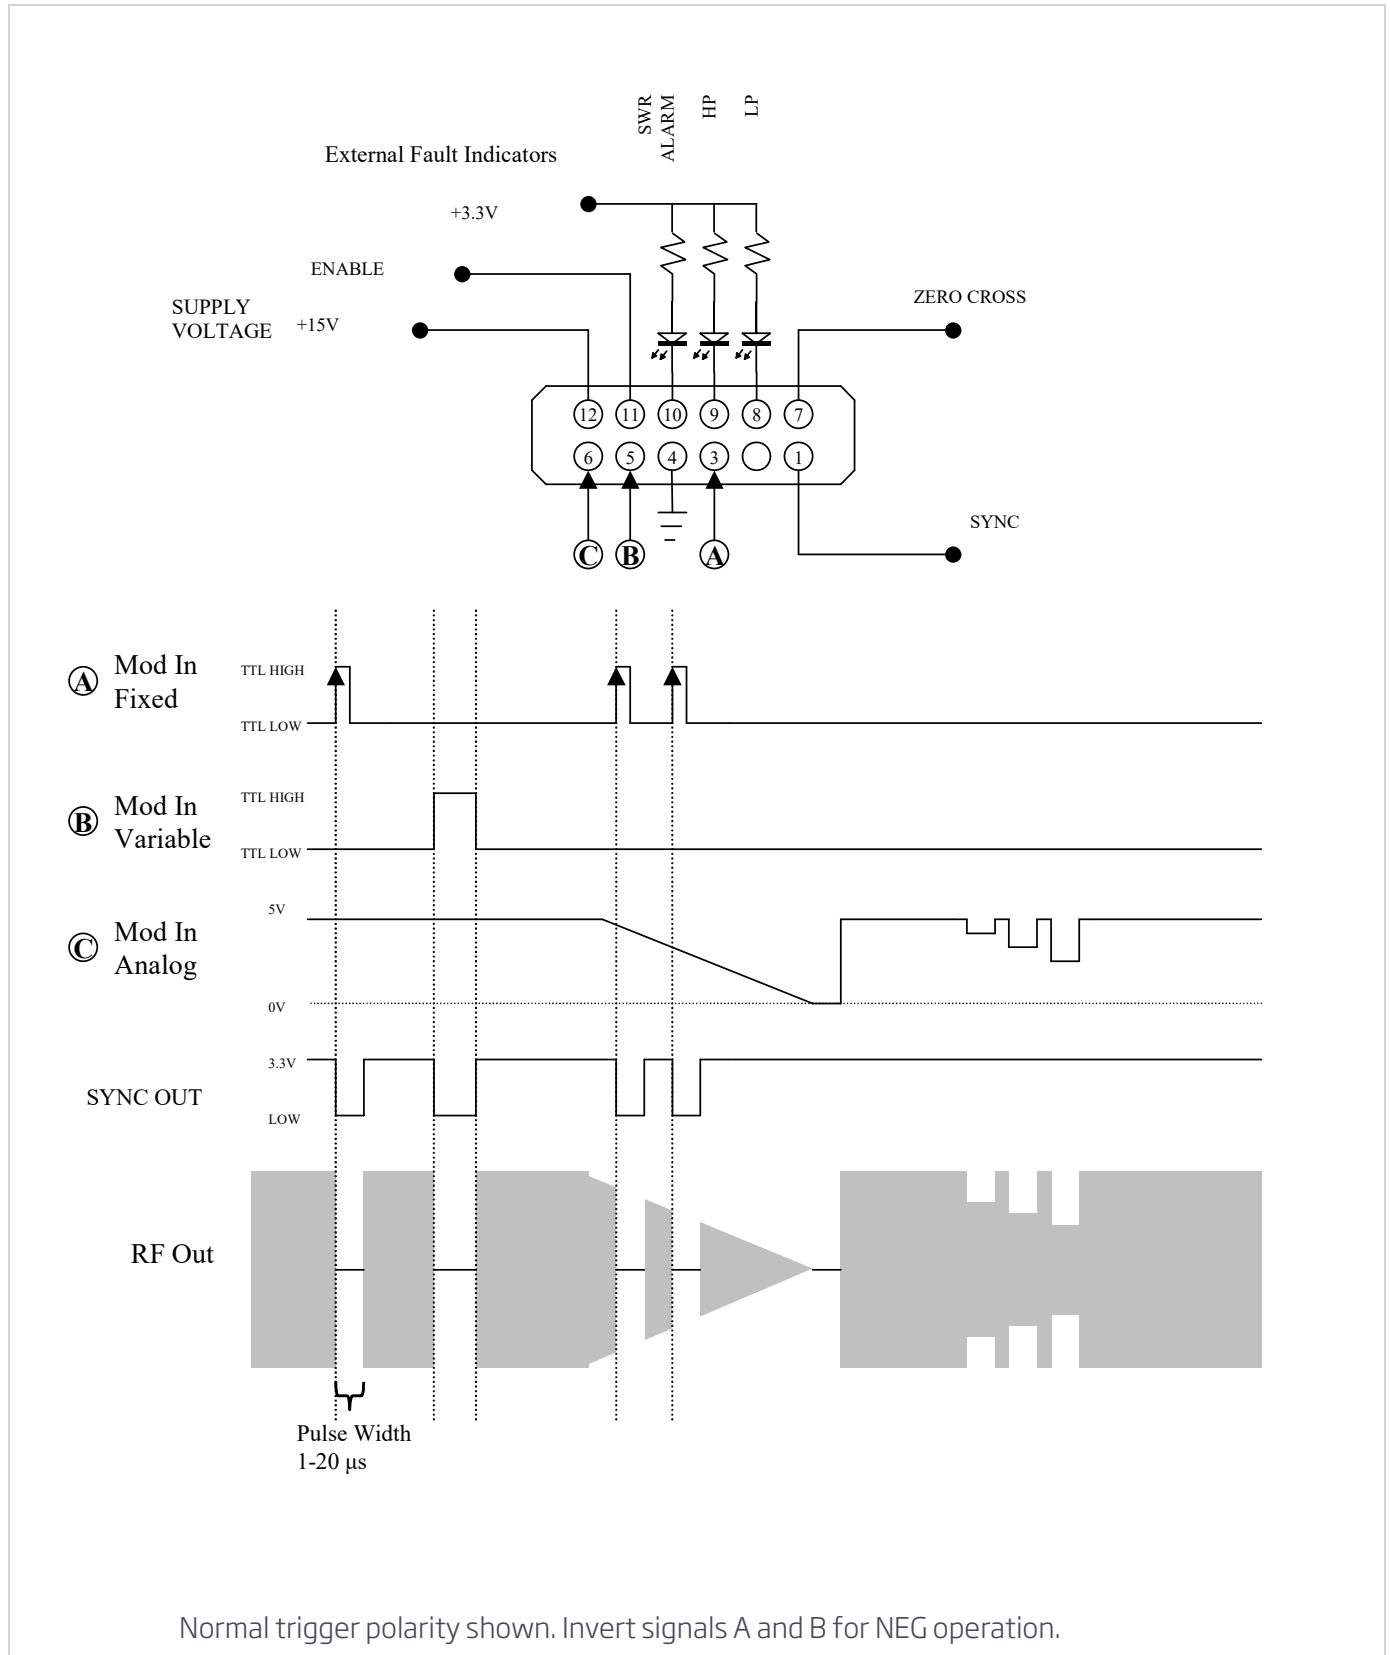 SWR
ALARM
HP
LP
External Fault Indicators
+3.3V
ENABLE
SUPPLY
VOLTAGE
+15V
ZERO CROSS
12 11 10 9 8 7
6 5 4 3 1
SYNC
C B A
A Mod In
Fixed
TTL HIGH
TTL LOW
B Mod In
Variable
TTL HIGH
TTL LOW
C Mod In
Analog
5V
0V
SYNC OUT
3.3V
LOW
RF Out
Pulse Width
1-20 µs
Normal trigger polarity shown. Invert signals A and B for NEG operation.